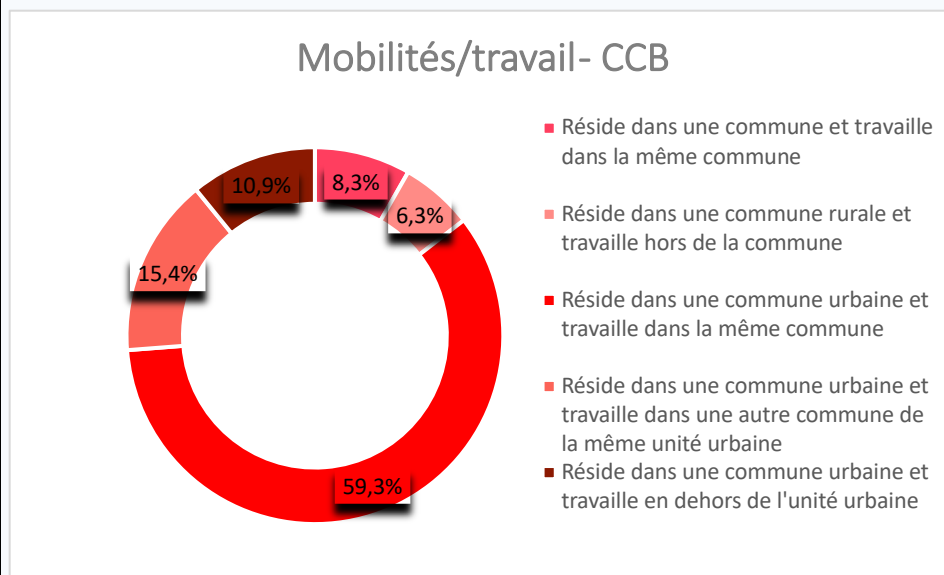 Mobilités/travail- CCB
8,3%
6,3%
59,3%
15,4%
10,9%
Réside dans une commune et travaille
dans la même commune
Réside dans une commune rurale et
travaille hors de la commune
Réside dans une commune urbaine et
travaille dans la même commune
Réside dans une commune urbaine et
travaille dans une autre commune de
la même unité urbaine
Réside dans une commune urbaine et
travaille en dehors de l'unité urbaine